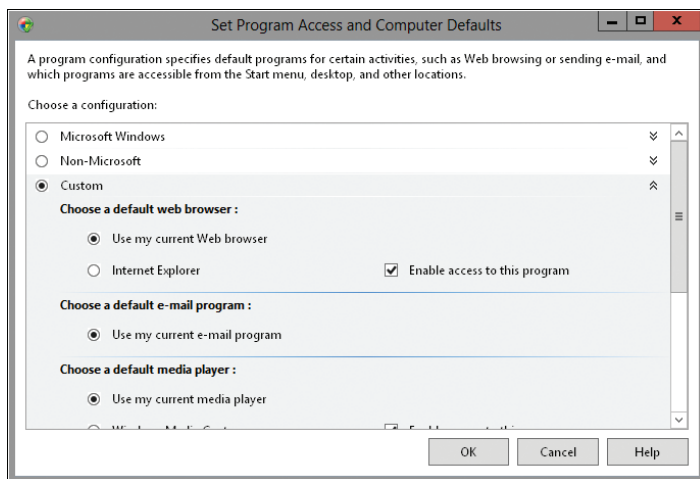 Set Program Access and Computer Defaults
A program configuration specifies default programs for certain activities, such as Web browsing or sending e-mail, and
which programs are accessible from the Start menu, desktop, and other locations.
Choose a configuration:
Microsoft Windows
Non-Microsoft
Custom
Choose a default web browser :
Use my current Web browser
Internet Explorer Enable access to this program
Choose a default e-mail program :
Use my current e-mail program
Choose a default media player :
Use my current media player
OK Cancel Help